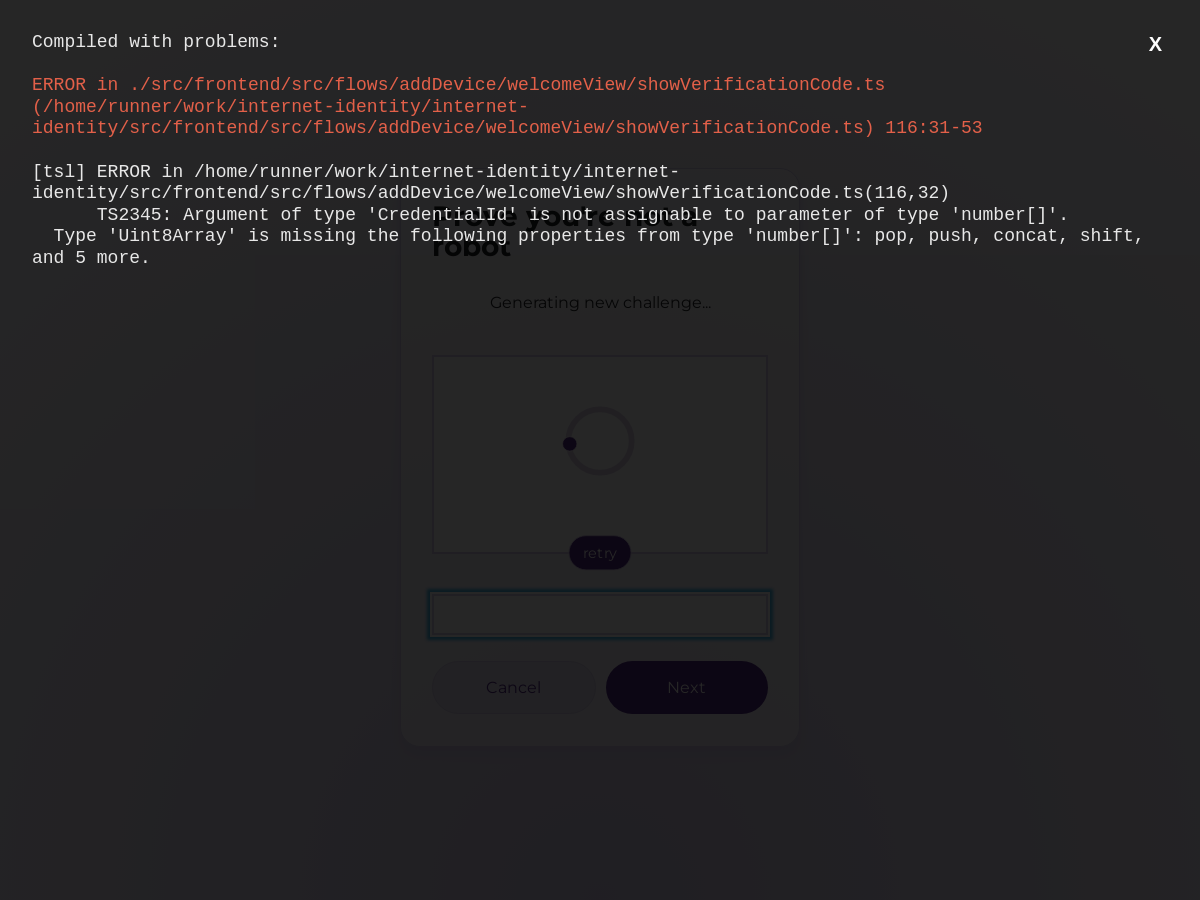 Compiled with problems:
X
ERROR in ./src/frontend/src/flows/addDevice/welcomeView/showVerificationCode.ts
(/home/runner/work/internet-identity/internet-
identity/src/frontend/src/flows/addDevice/welcomeView/showVerificationCode.ts) 116:31-53
[tsl] ERROR in /home/runner/work/internet-identity/internet-
identity/src/frontend/src/flows/addDevice/welcomeView/showVerificationCode.ts(116,32)
TS2345: Argument of type 'CredentialId' is not assignable to parameter of type 'number[]'.
Type 'Uint8Array' is missing the following properties from type 'number[]': pop, push, concat, shift,
and 5 more.
Prove you're not a
robot
Generating new challenge...
retry
Cancel
Next